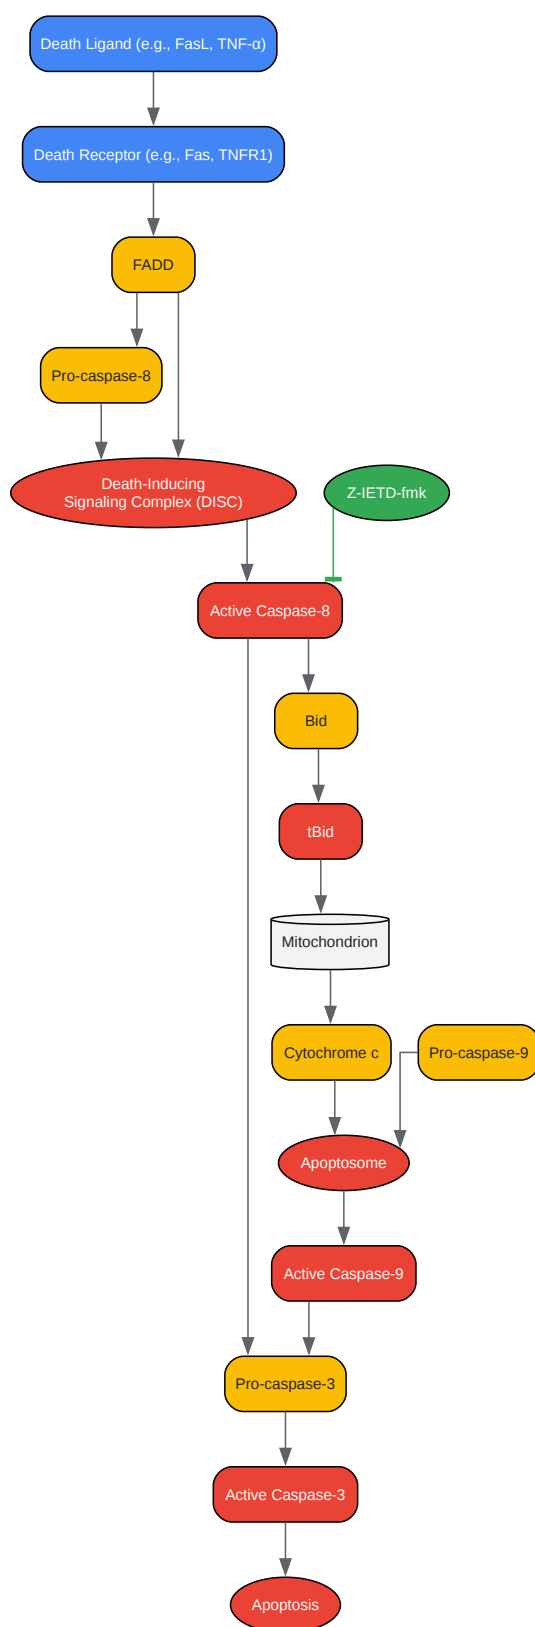 Death Ligand (e.g., FasL, TNF-α)
Death Receptor (e.g., Fas, TNFR1)
FADD
Pro-caspase-8
Death-Inducing
Signaling Complex (DISC)
Z-IETD-fmk
Active Caspase-8
Bid
tBid
Mitochondrion
Cytochrome c
Pro-caspase-9
Apoptosome
Active Caspase-9
Pro-caspase-3
Active Caspase-3
Apoptosis